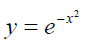 y = e^{-x^2}